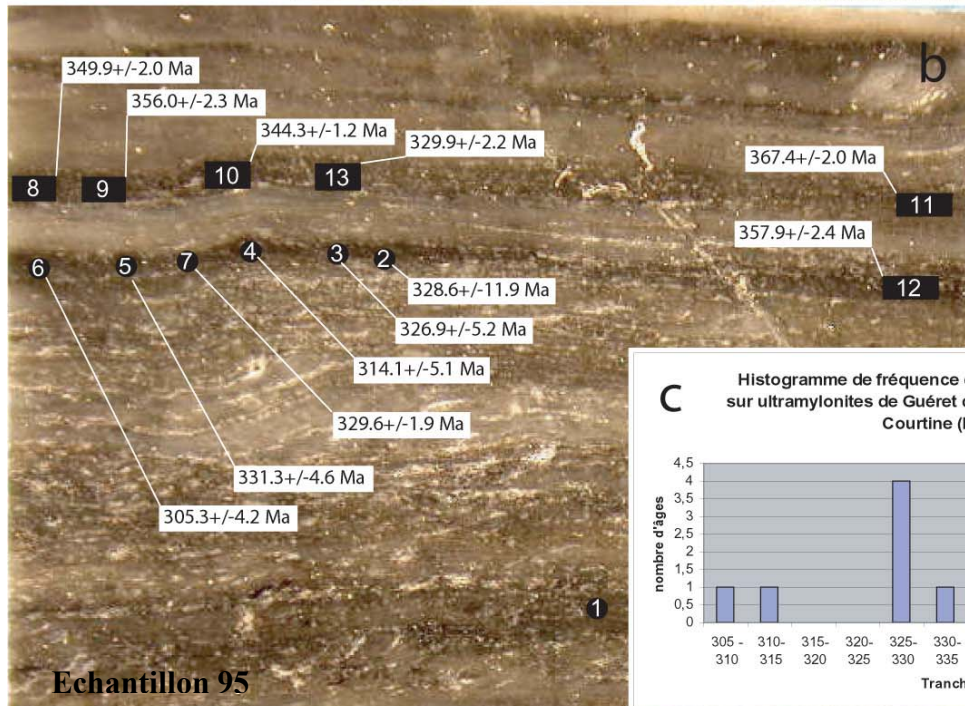 b
349.9+/-2.0 Ma
356.0+/-2.3 Ma
344.3+/-1.2 Ma
329.9+/-2.2 Ma
367.4+/-2.0 Ma
8
9
10
13
11
357.9+/-2.4 Ma
6
5
7
4
3
2
12
328.6+/-11.9 Ma
326.9+/-5.2 Ma
314.1+/-5.1 Ma
329.6+/-1.9 Ma
331.3+/-4.6 Ma
305.3+/-4.2 Ma
1
Echantillon 95
c
Histogramme de fréquence
sur ultramylonites de Guéret
Courtine
nombre d'âges
4,5
4
3,5
3
2,5
2
1,5
1
0,5
0
305 - 310
310- 315
315- 320
320- 325
325- 330
330- 335